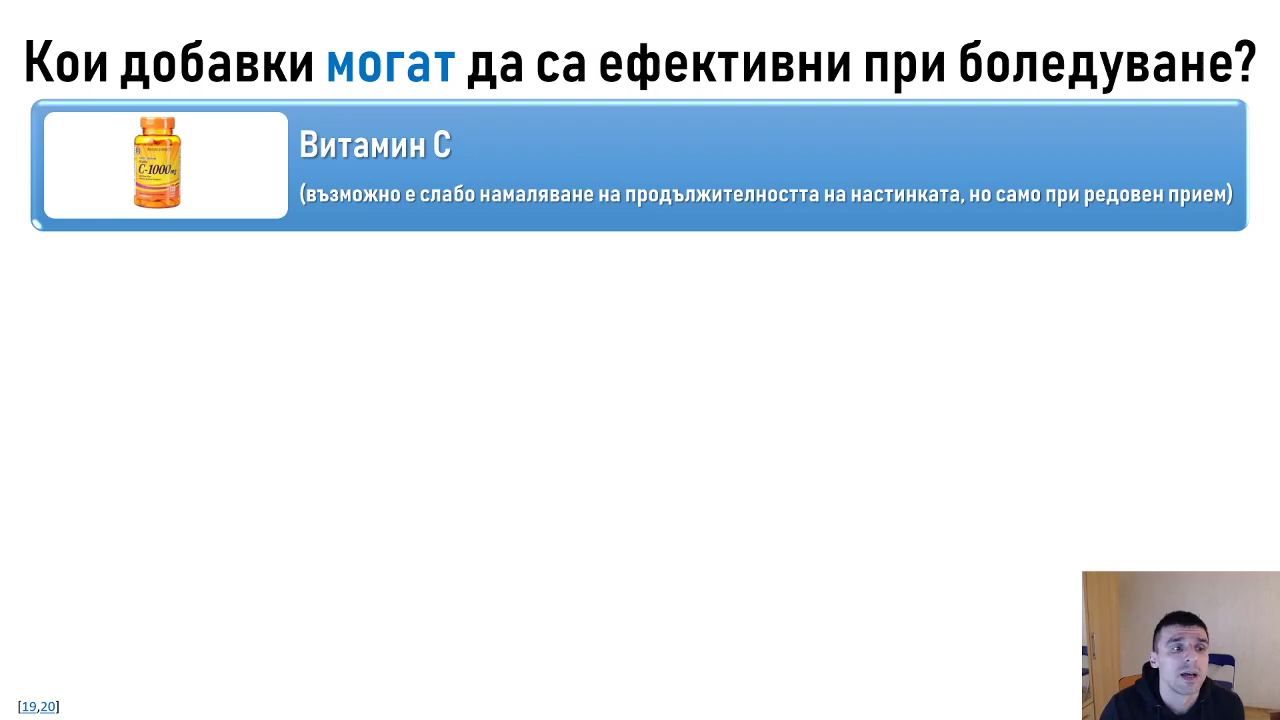 Кои добавки могат да са ефективни при боледуване?
C-1000mg
Витамин C
(възможно е слабо намаляване на продължителността на настинката, но само при редовен прием)
[19,20]